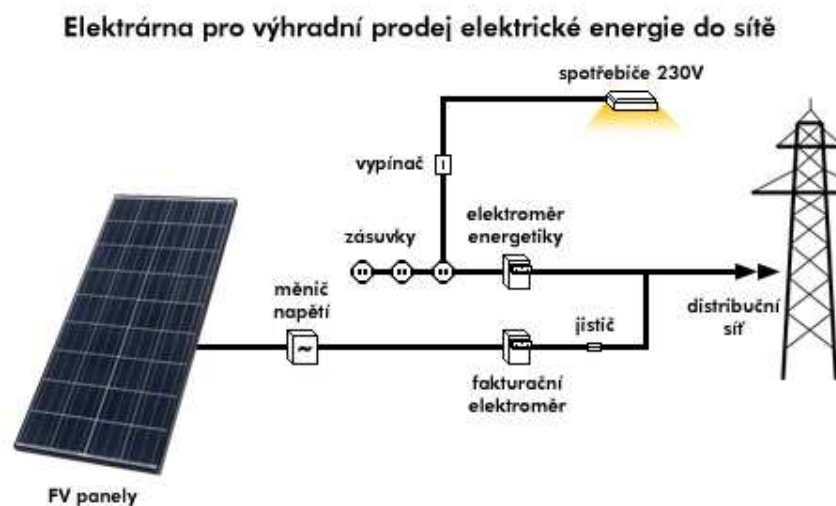 Elektrárna pro výhradní prodej elektrické energie do sítě
spotřebiče 230V
vypínač
elektroměr
energetiky
zásuvky
měnič
napětí
jistič
distribuční
síť
fakturační
elektroměr
FV panely